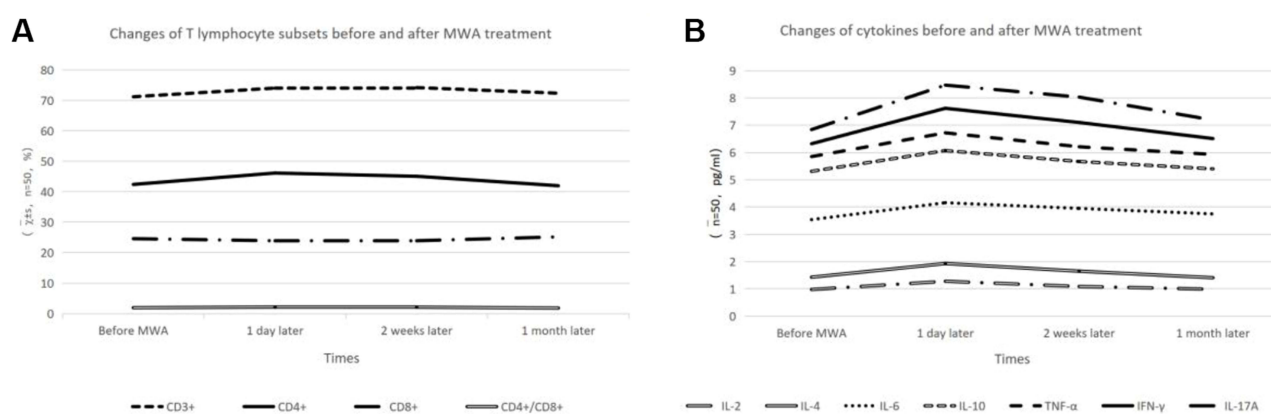 A
Changes of T lymphocyte subsets before and after MWA treatment
80
70
60
50
40
30
20
10
0
( χ̄±s, n=50, %)
Before MWA 1 day later 2 weeks later 1 month later
Times
CD3+ CD4+ CD8+ CD4+/CD8+
B
Changes of cytokines before and after MWA treatment
9
8
7
6
5
4
3
2
1
0
( n̄=50, pg/ml)
Before MWA 1 day later 2 weeks later 1 month later
Times
IL-2 IL-4 IL-6 IL-10 TNF-α IFN-γ IL-17A